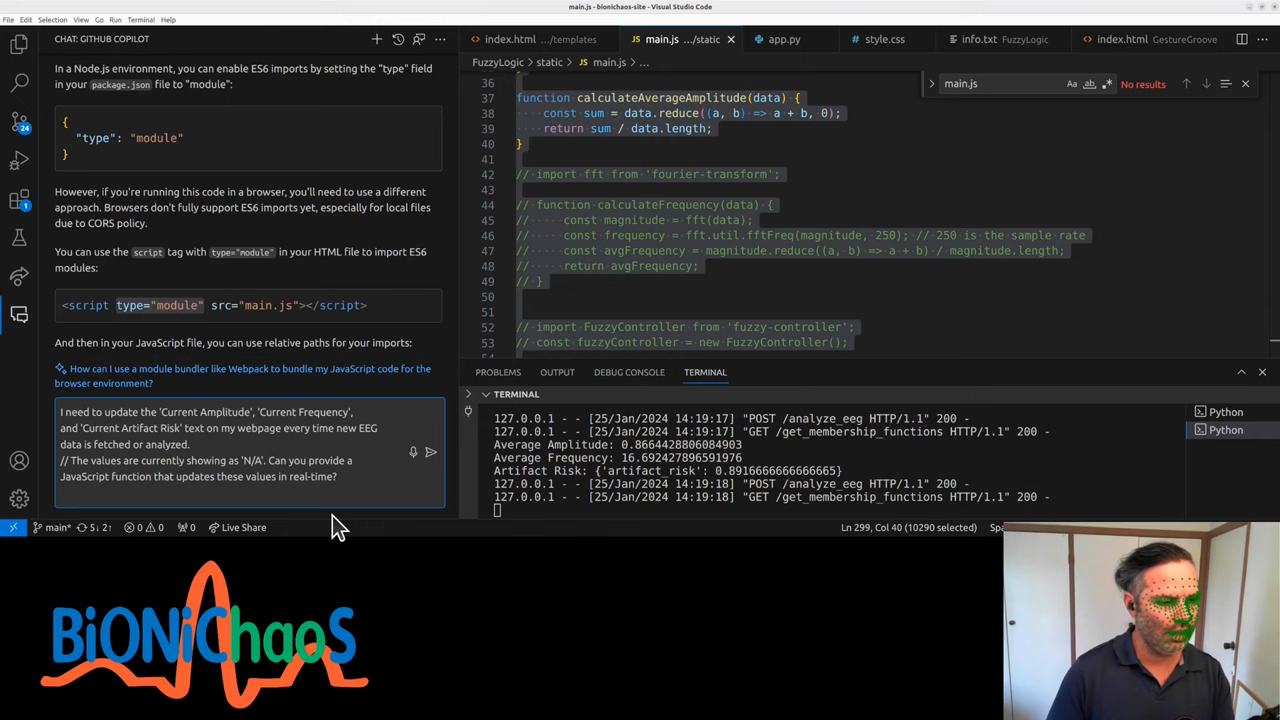 main.js - bionichaos-site - Visual Studio Code
File Edit Selection View Go Run Terminal Help
CHAT: GITHUB COPILOT
index.html .../templates
main.js .../static
app.py
style.css
info.txt FuzzyLogic
index.html GestureGroove
FuzzyLogic > static > main.js > ...
main.js
Aa ab
No results
In a Node.js environment, you can enable ES6 imports by setting the "type" field
in your package.json file to "module":
{
"type": "module"
}
However, if you're running this code in a browser, you'll need to use a different
approach. Browsers don't fully support ES6 imports yet, especially for local files
due to CORS policy.
You can use the script tag with type="module" in your HTML file to import ES6
modules:
<script type="module" src="main.js"></script>
And then in your JavaScript file, you can use relative paths for your imports:
How can I use a module bundler like Webpack to bundle my JavaScript code for the
browser environment?
I need to update the 'Current Amplitude', 'Current Frequency',
and 'Current Artifact Risk' text on my webpage every time new EEG
data is fetched or analyzed.
// The values are currently showing as 'N/A'. Can you provide a
JavaScript function that updates these values in real-time?
24
1
36 }
37 function calculateAverageAmplitude(data) {
38 const sum = data.reduce((a, b) => a + b, 0);
39 return sum / data.length;
40 }
41
42 // import fft from 'fourier-transform';
43
44 // function calculateFrequency(data) {
45 // const magnitude = fft(data);
46 // const frequency = fft.util.fftFreq(magnitude, 250); // 250 is the sample rate
47 // const avgFrequency = magnitude.reduce((a, b) => a + b) / magnitude.length;
48 // return avgFrequency;
49 // }
50
51
52 // import FuzzyController from 'fuzzy-controller';
53 // const fuzzyController = new FuzzyController();
54
PROBLEMS OUTPUT DEBUG CONSOLE TERMINAL
TERMINAL
127.0.0.1 - - [25/Jan/2024 14:19:17] "POST /analyze_eeg HTTP/1.1" 200 -
127.0.0.1 - - [25/Jan/2024 14:19:17] "GET /get_membership_functions HTTP/1.1" 200 -
Average Amplitude: 0.8664428806084903
Average Frequency: 16.692427896591976
Artifact Risk: {'artifact_risk': 0.8916666666666665}
127.0.0.1 - - [25/Jan/2024 14:19:18] "POST /analyze_eeg HTTP/1.1" 200 -
127.0.0.1 - - [25/Jan/2024 14:19:18] "GET /get_membership_functions HTTP/1.1" 200 -
Python
Python
main* 5↓ 2↑ 0 0 0 Live Share
Ln 299, Col 40 (10290 selected)
BiONiChaoS